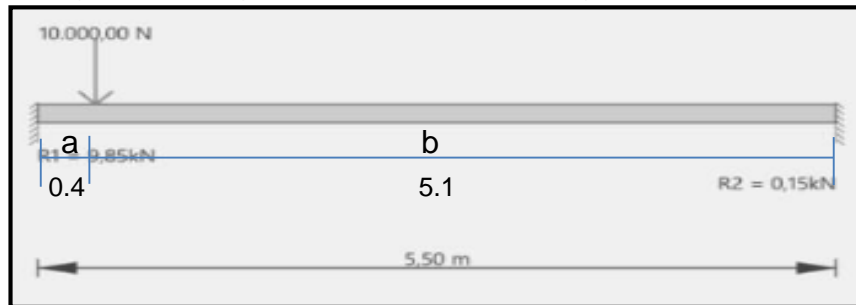 10.000,00 N
a
b
R1 = 9,85kN
0.4
5.1
R2 = 0,15kN
5,50 m